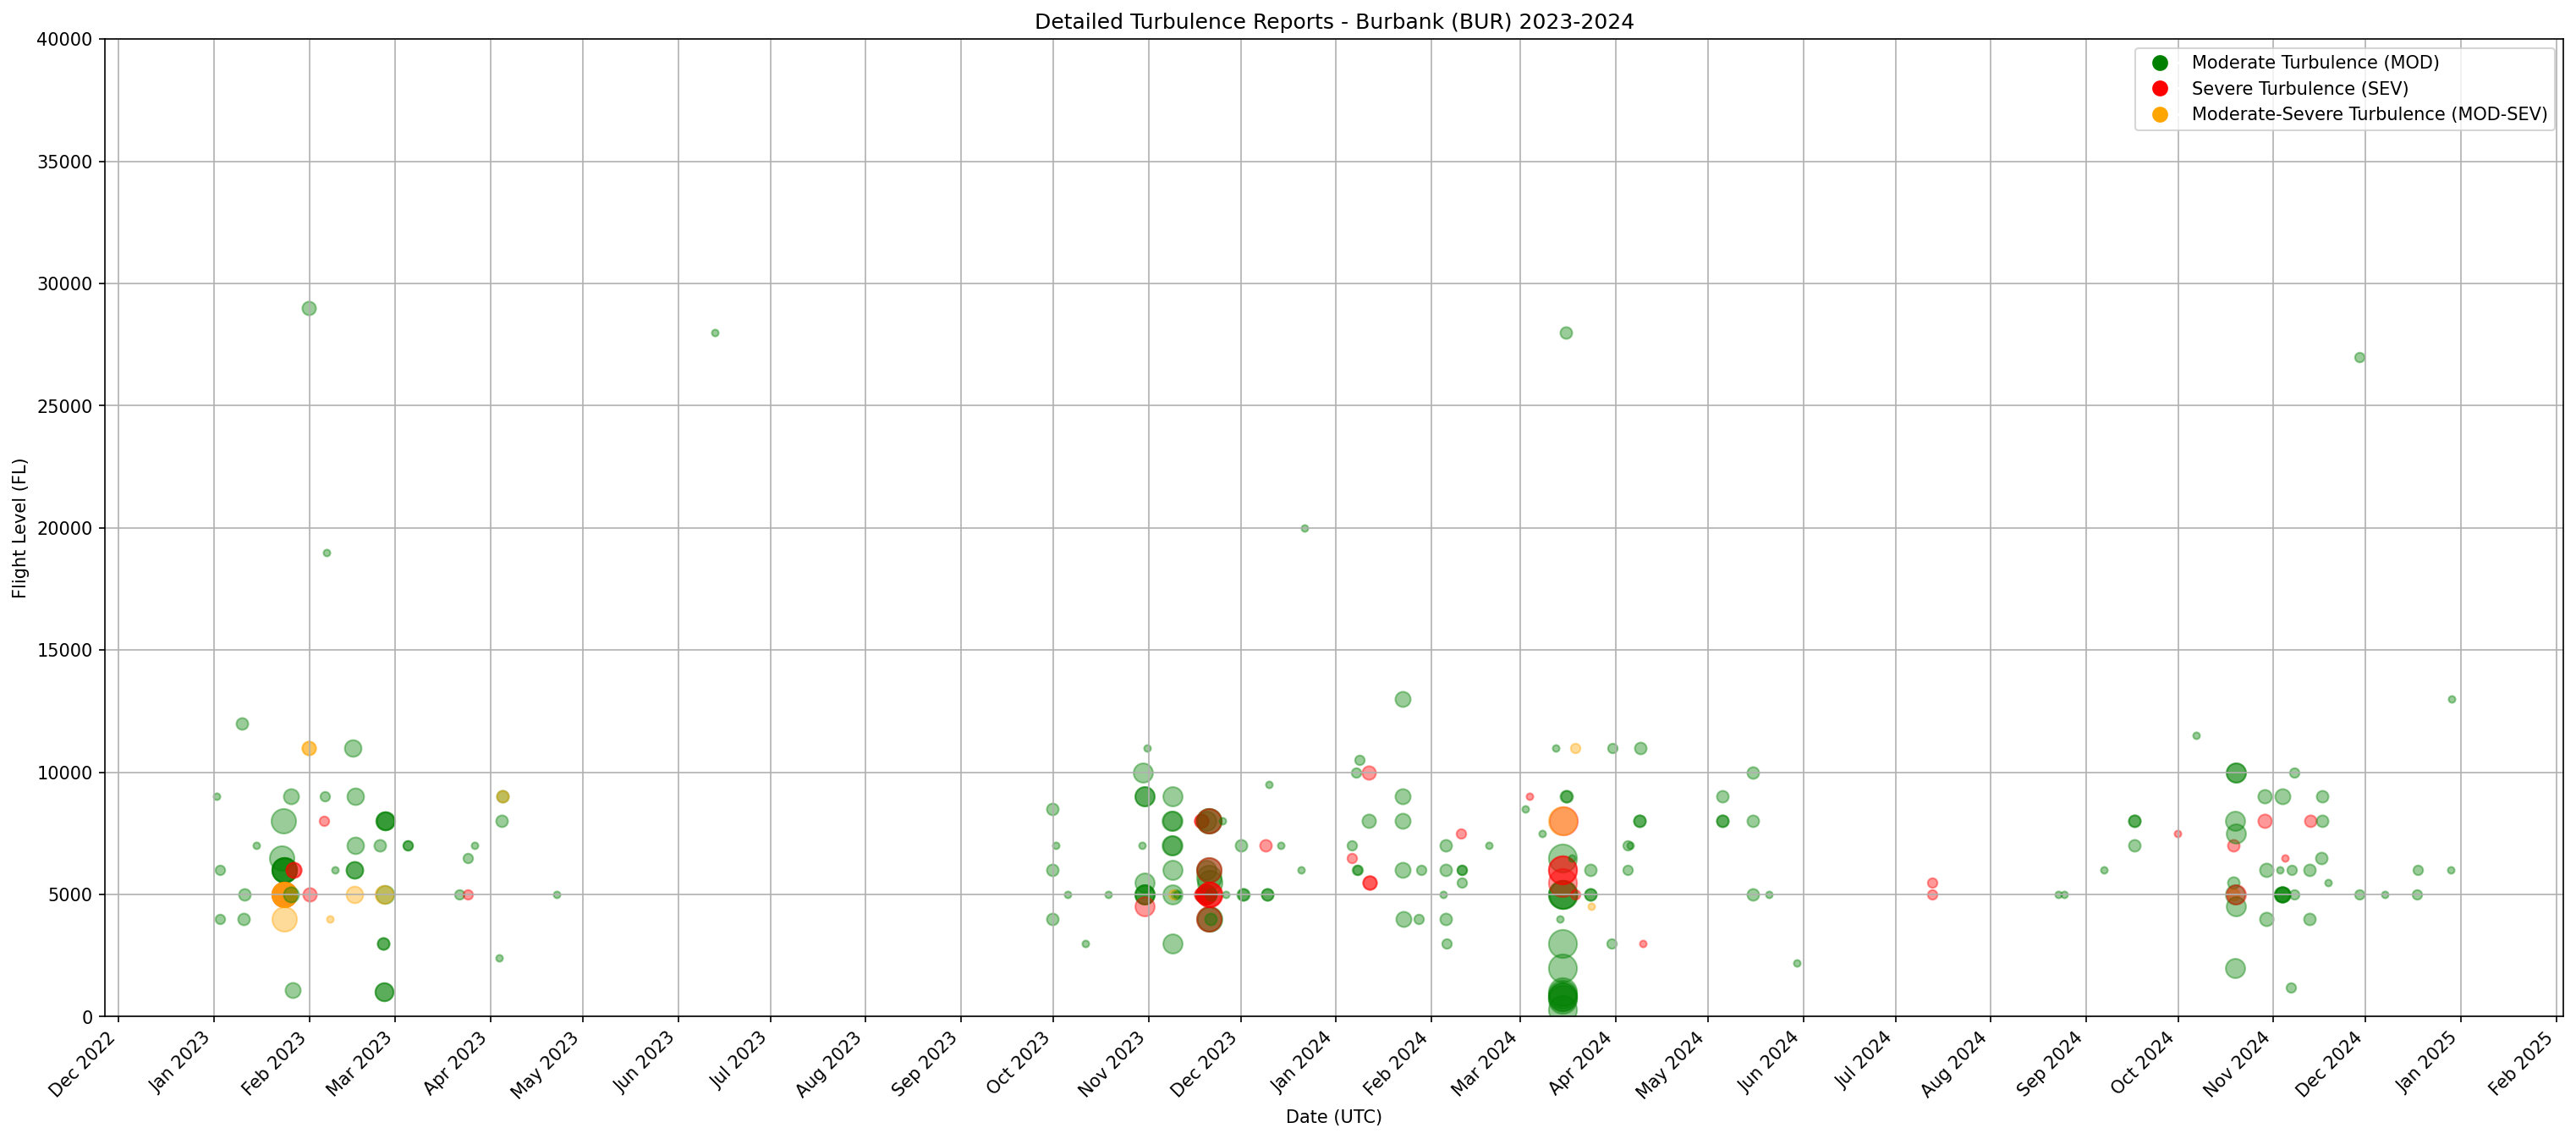 Detailed Turbulence Reports - Burbank (BUR) 2023-2024
Moderate Turbulence (MOD)
Severe Turbulence (SEV)
Moderate-Severe Turbulence (MOD-SEV)
Flight Level (FL)
40000
35000
30000
25000
20000
15000
10000
5000
0
Dec 2022
Jan 2023
Feb 2023
Mar 2023
Apr 2023
May 2023
Jun 2023
Jul 2023
Aug 2023
Sep 2023
Oct 2023
Nov 2023
Dec 2023
Jan 2024
Feb 2024
Mar 2024
Apr 2024
May 2024
Jun 2024
Jul 2024
Aug 2024
Sep 2024
Oct 2024
Nov 2024
Dec 2024
Jan 2025
Feb 2025
Date (UTC)